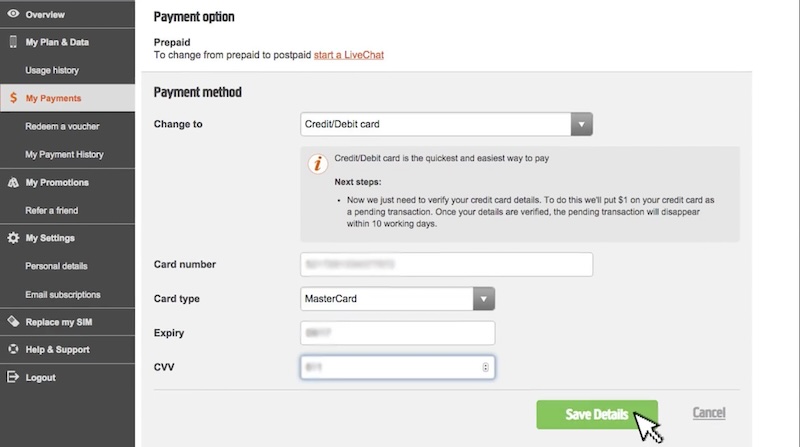 Overview
My Plan & Data
Usage history
My Payments
Redeem a voucher
My Payment History
My Promotions
Refer a friend
My Settings
Personal details
Email subscriptions
Replace my SIM
Help & Support
Logout
Payment option
Prepaid
To change from prepaid to postpaid start a LiveChat
Payment method
Change to
Credit/Debit card
Credit/Debit card is the quickest and easiest way to pay
Next steps:
• Now we just need to verify your credit card details. To do this we'll put $1 on your credit card as
a pending transaction. Once your details are verified, the pending transaction will disappear
within 10 working days.
Card number
Card type
MasterCard
Expiry
CVV
Save Details
Cancel